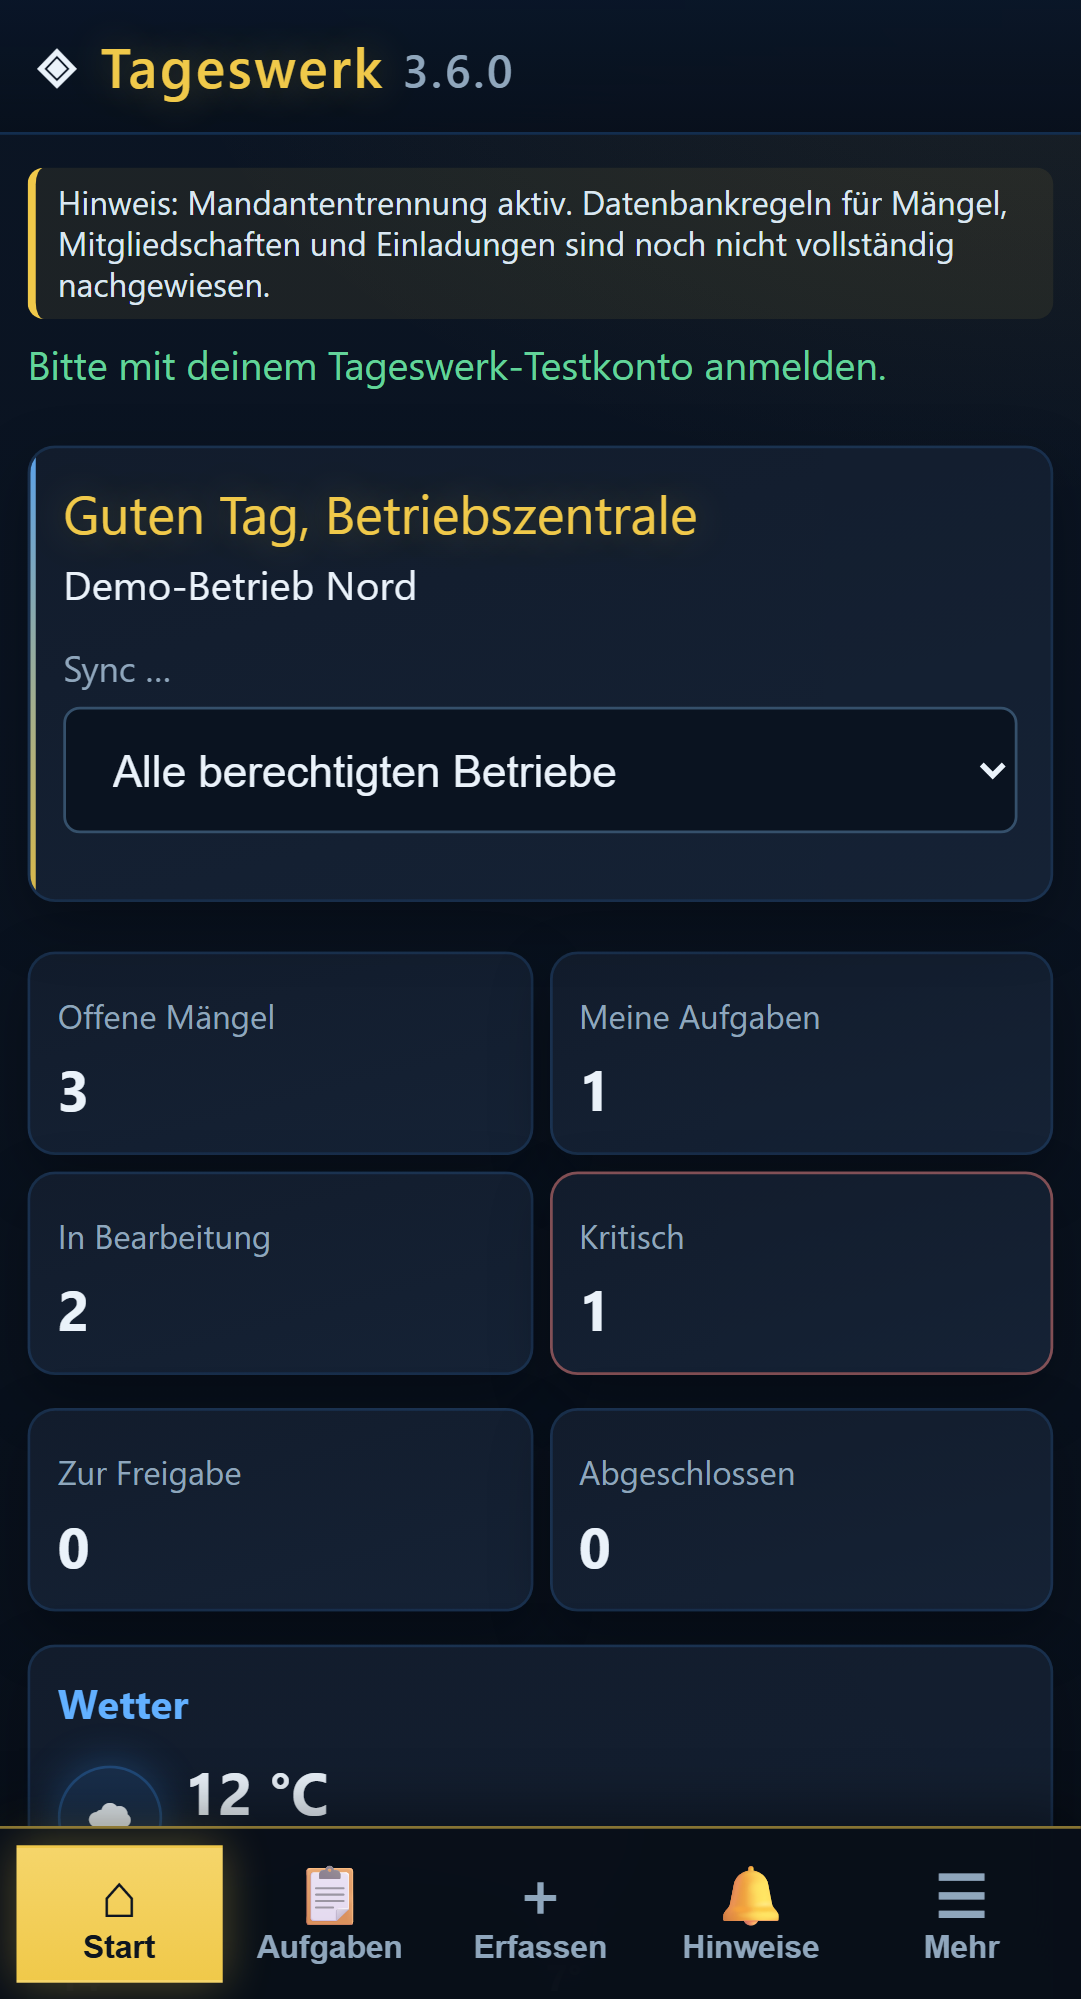 Tageswerk 3.6.0
Hinweis: Mandantentrennung aktiv. Datenbankregeln für Mängel,
Mitgliedschaften und Einladungen sind noch nicht vollständig
nachgewiesen.
Bitte mit deinem Tageswerk-Testkonto anmelden.
Guten Tag, Betriebszentrale
Demo-Betrieb Nord
Sync ...
Alle berechtigten Betriebe
Offene Mängel
3
Meine Aufgaben
1
In Bearbeitung
2
Kritisch
1
Zur Freigabe
0
Abgeschlossen
0
Wetter
12 °C
Start
Aufgaben
Erfassen
Hinweise
Mehr